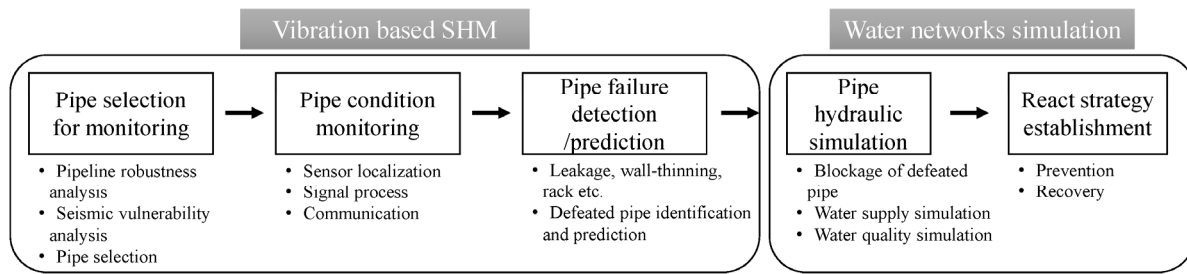 Vibration based SHM
Water networks simulation
Pipe selection
for monitoring
• Pipeline robustness
analysis
• Seismic vulnerability
analysis
• Pipe selection
Pipe condition
monitoring
• Sensor localization
• Signal process
• Communication
Pipe failure
detection
/prediction
• Leakage, wall-thinning,
rack etc.
• Defeated pipe identification
and prediction
Pipe
hydraulic
simulation
• Blockage of defeated
pipe
• Water supply simulation
• Water quality simulation
React strategy
establishment
• Prevention
• Recovery